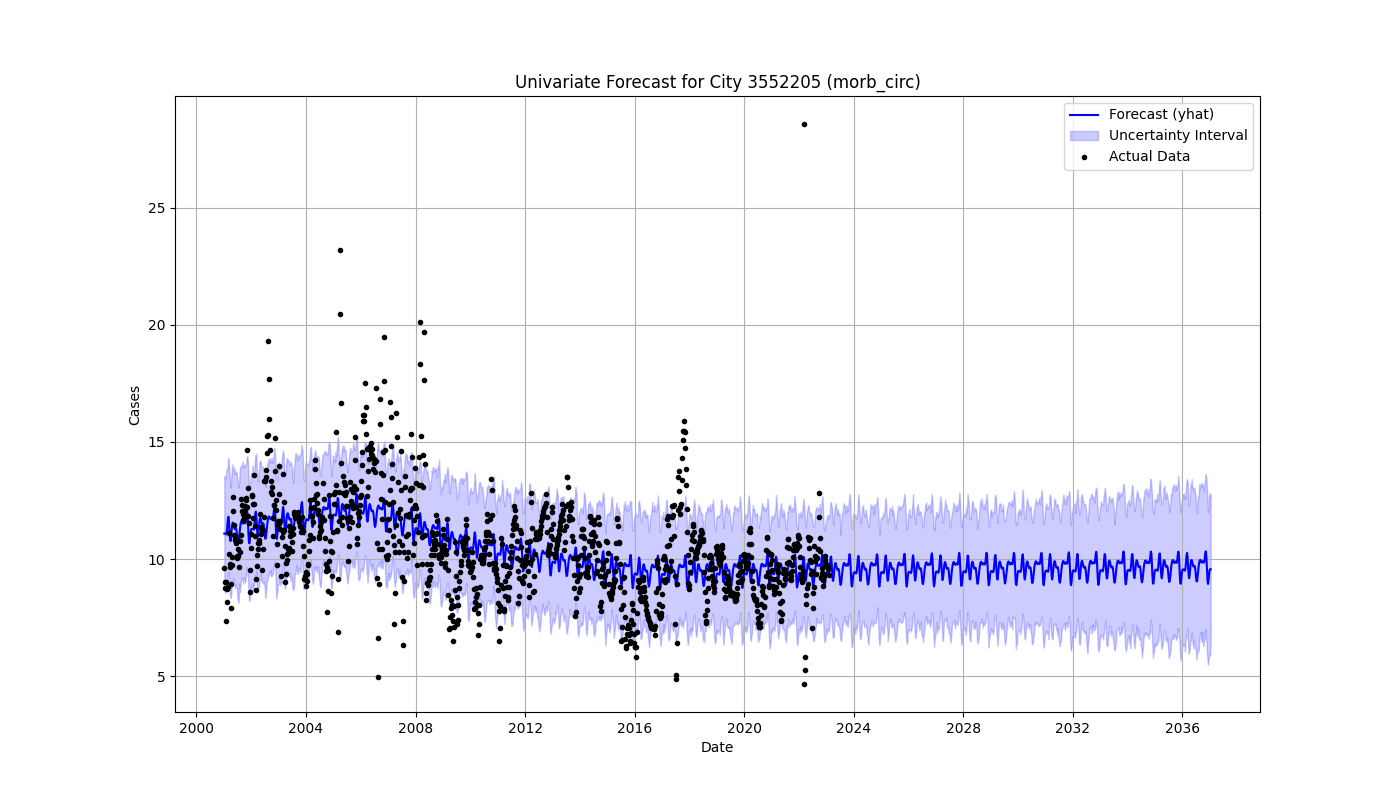 Univariate Forecast for City 3552205 (morb_circ)
Forecast (yhat)
Uncertainty Interval
Actual Data
25
20
15
10
5
Cases
2000 2004 2008 2012 2016 2020 2024 2028 2032 2036
Date